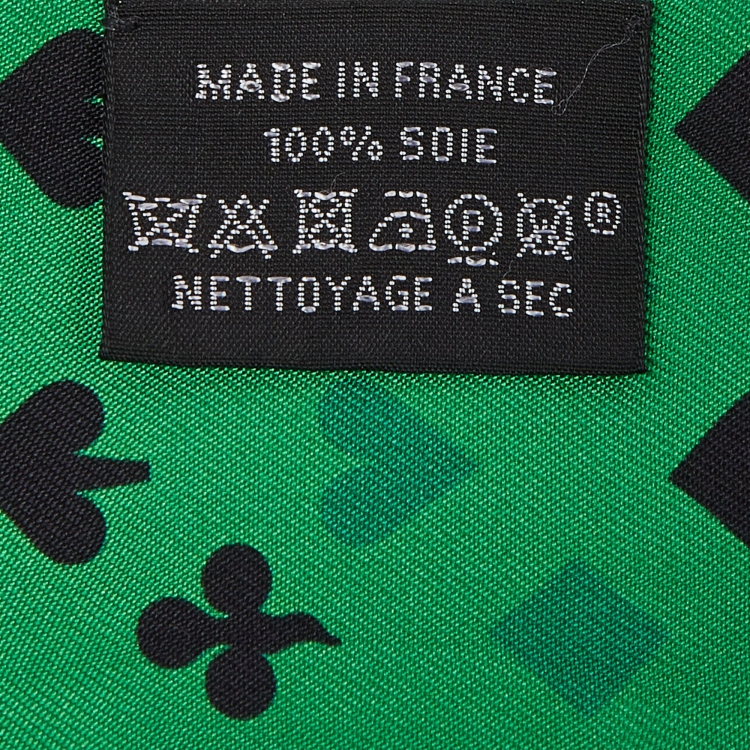 MADE IN FRANCE
100% SOIE
F ®
NETTOYAGE A SEC